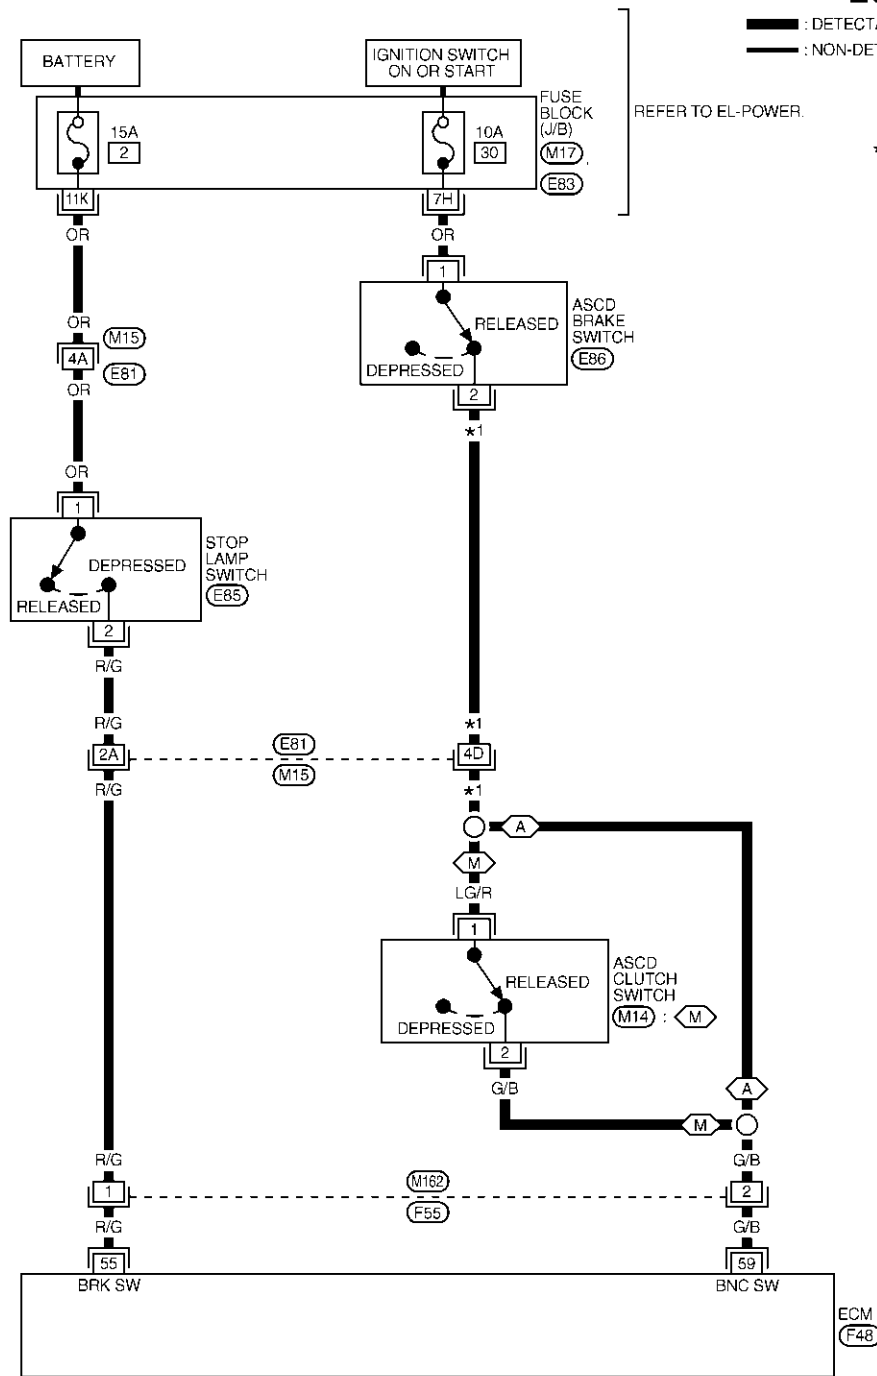 : DETECTA
: NON-DET
BATTERY
IGNITION SWITCH
ON OR START
FUSE
BLOCK
(J/B)
REFER TO EL-POWER.
15A
2
10A
30
M17
E83
11K
7H
OR
OR
1
ASCD
BRAKE
SWITCH
E86
RELEASED
DEPRESSED
2
OR
M15
4A
E81
OR
*1
OR
1
STOP
LAMP
SWITCH
E85
DEPRESSED
RELEASED
2
R/G
R/G
*1
2A
E81
M15
4D
R/G
*1
A
M
LG/R
1
ASCD
CLUTCH
SWITCH
M14 : M
RELEASED
DEPRESSED
2
G/B
A
M
R/G
G/B
1
M162
F55
2
R/G
G/B
55
59
BRK SW
BNC SW
ECM
F48